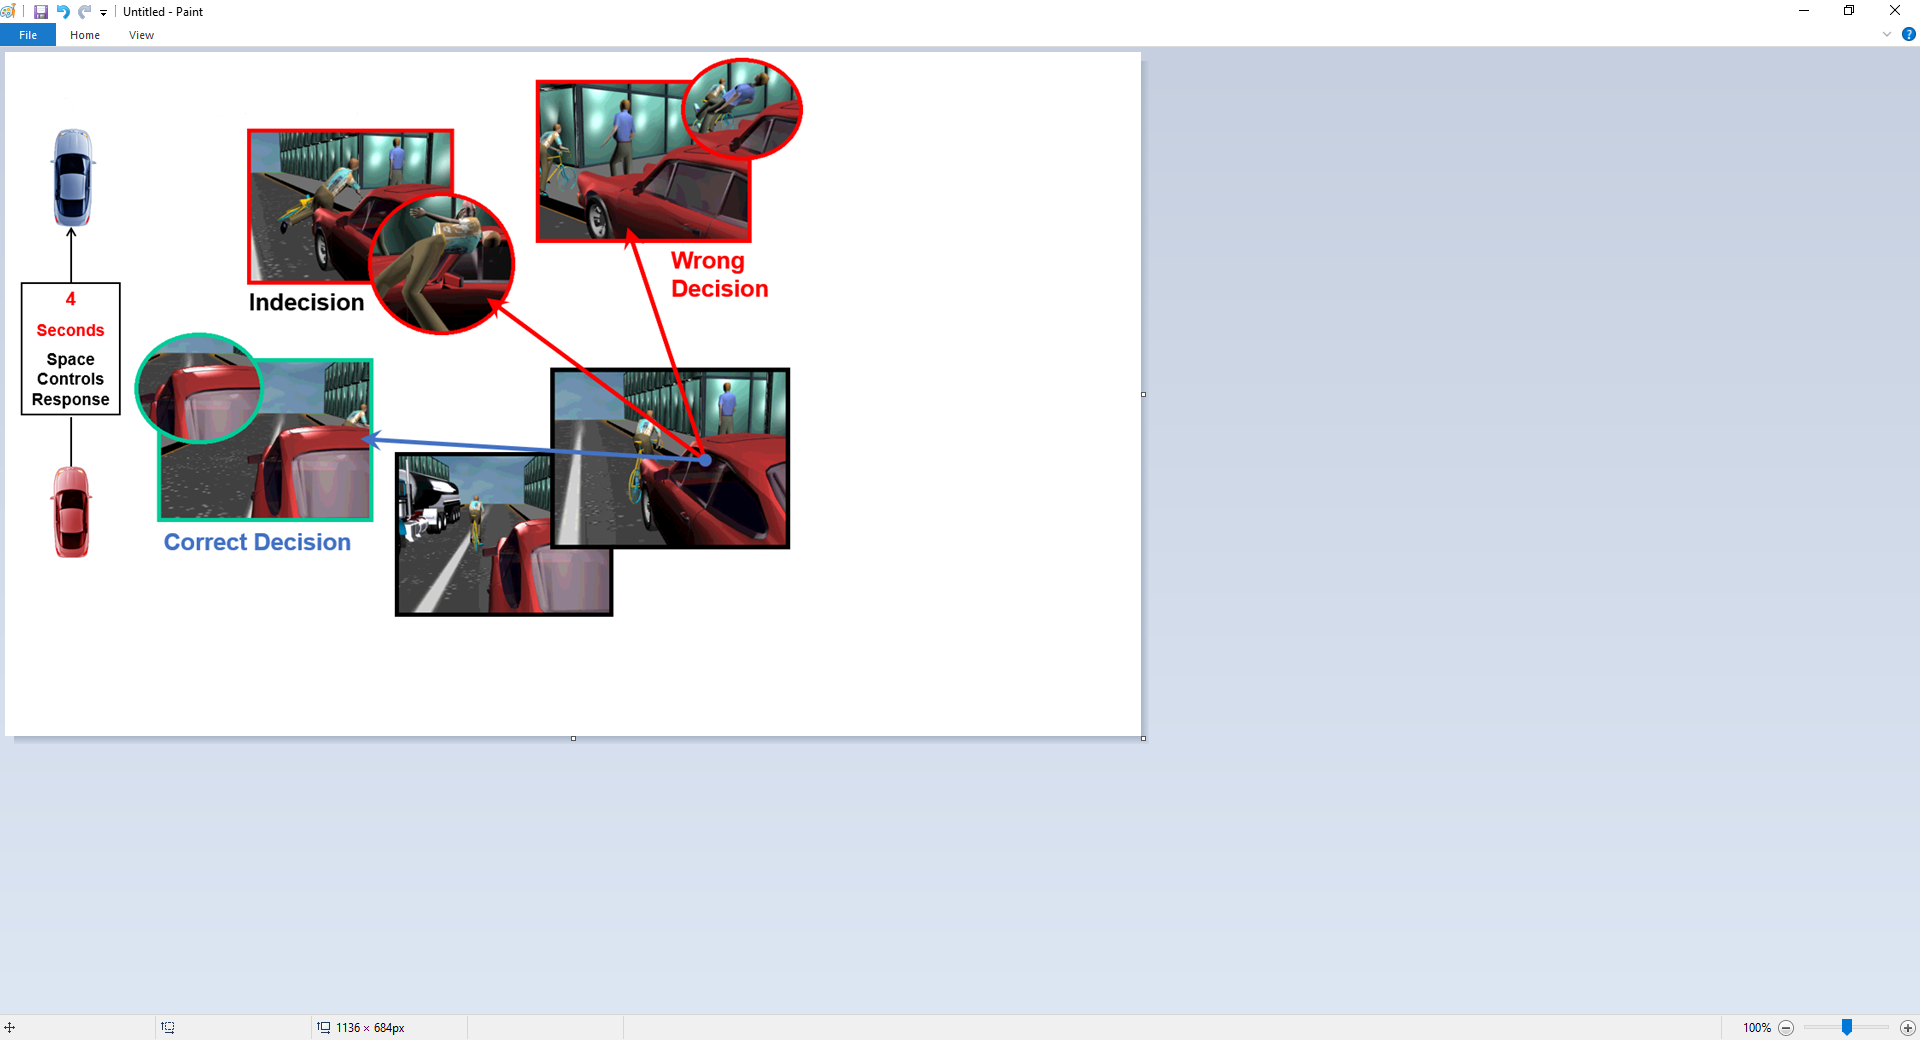 Untitled - Paint
File Home View
Wrong
Decision
Indecision
4
Seconds
Space
Controls
Response
Correct Decision
1136 × 684px
100%